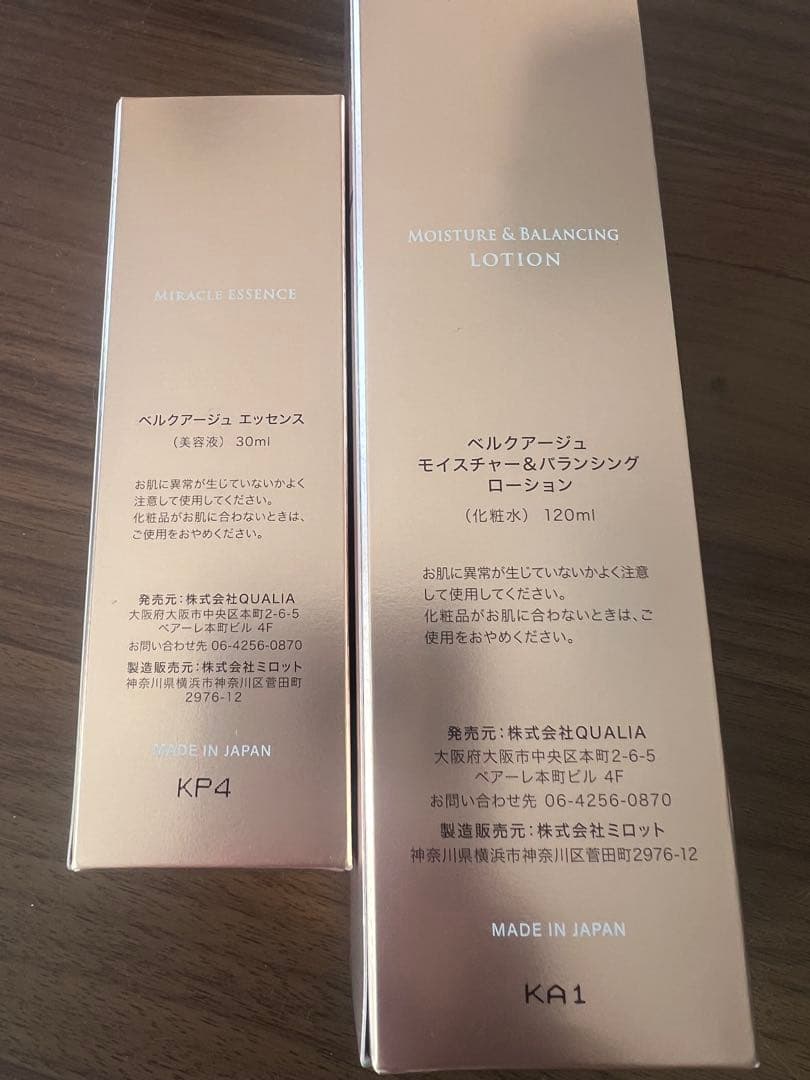 MIRACLE ESSENCE
ベルクアージュ エッセンス
（美容液） 30ml
お肌に異常が生じていないかよく
注意して使用してください。
化粧品がお肌に合わないときは、
ご使用をおやめください。
発売元：株式会社QUALIA
大阪府大阪市中央区本町2-6-5
ベアーレ本町ビル 4F
お問い合わせ先 06-4256-0870
製造販売元：株式会社ミロット
神奈川県横浜市神奈川区菅田町
2976-12
MADE IN JAPAN
KP4
MOISTURE & BALANCING
LOTION
ベルクアージュ
モイスチャー＆バランシング
ローション
（化粧水） 120ml
お肌に異常が生じていないかよく注意
して使用してください。
化粧品がお肌に合わないときは、ご
使用をおやめください。
発売元：株式会社QUALIA
大阪府大阪市中央区本町2-6-5
ベアーレ本町ビル 4F
お問い合わせ先 06-4256-0870
製造販売元：株式会社ミロット
神奈川県横浜市神奈川区菅田町2976-12
MADE IN JAPAN
KA1